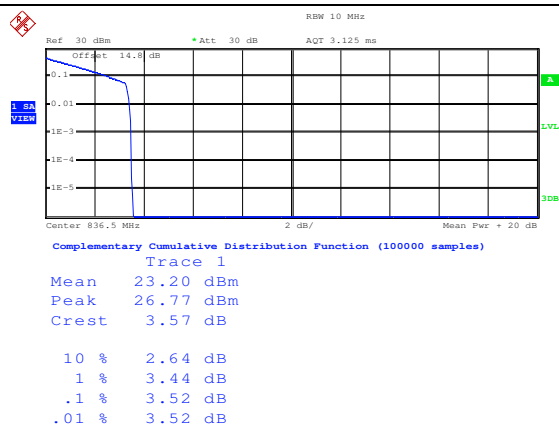 R S
RBW 10 MHz
Ref 30 dBm * Att 30 dB AQT 3.125 ms
Offset 14.8 dB
0.1
A
1 SA
VIEW
0.01
1E-3
LVL
1E-4
1E-5
3DB
Center 836.5 MHz 2 dB/ Mean Pwr + 20 dB
Complementary Cumulative Distribution Function (100000 samples)
Trace 1
Mean 23.20 dBm
Peak 26.77 dBm
Crest 3.57 dB
10 % 2.64 dB
1 % 3.44 dB
.1 % 3.52 dB
.01 % 3.52 dB